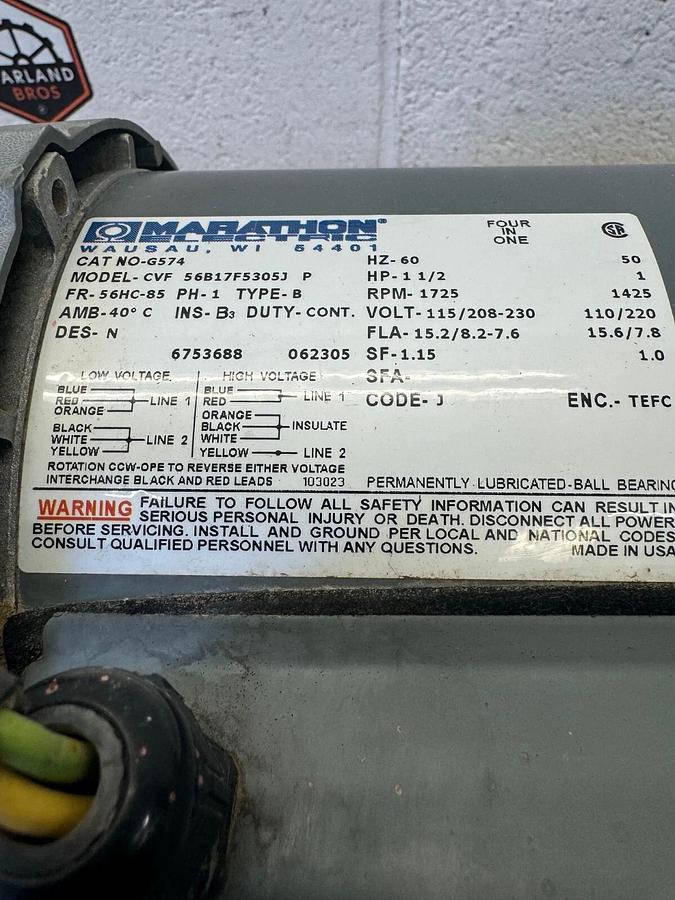 ARLAND
BROS
MARATHON®
ELECTRIC
WAUSAU, WI 54401
FOUR
IN
ONE
CAT NO-G574
HZ-60 50
MODEL- CVF 56B17F5305J P
HP-1 1/2 1
FR-56HC-85 PH-1 TYPE-B
RPM-1725 1425
AMB-40° C INS-B3 DUTY-CONT.
VOLT-115/208-230 110/220
DES- N
FLA-15.2/8.2-7.6 15.6/7.8
6753688 062305
SF-1.15 1.0
SFA-
CODE-J ENC.- TEFC
LOW VOLTAGE
BLUE
RED
ORANGE
LINE 1
BLACK
WHITE
YELLOW
LINE 2
HIGH VOLTAGE
BLUE
RED
LINE 1
ORANGE
BLACK
WHITE
INSULATE
YELLOW
LINE 2
ROTATION CCW-OPE TO REVERSE EITHER VOLTAGE
INTERCHANGE BLACK AND RED LEADS 103023
PERMANENTLY LUBRICATED-BALL BEARING
WARNING FAILURE TO FOLLOW ALL SAFETY INFORMATION CAN RESULT IN
SERIOUS PERSONAL INJURY OR DEATH. DISCONNECT ALL POWER
BEFORE SERVICING. INSTALL AND GROUND PER LOCAL AND NATIONAL CODES.
CONSULT QUALIFIED PERSONNEL WITH ANY QUESTIONS. MADE IN USA